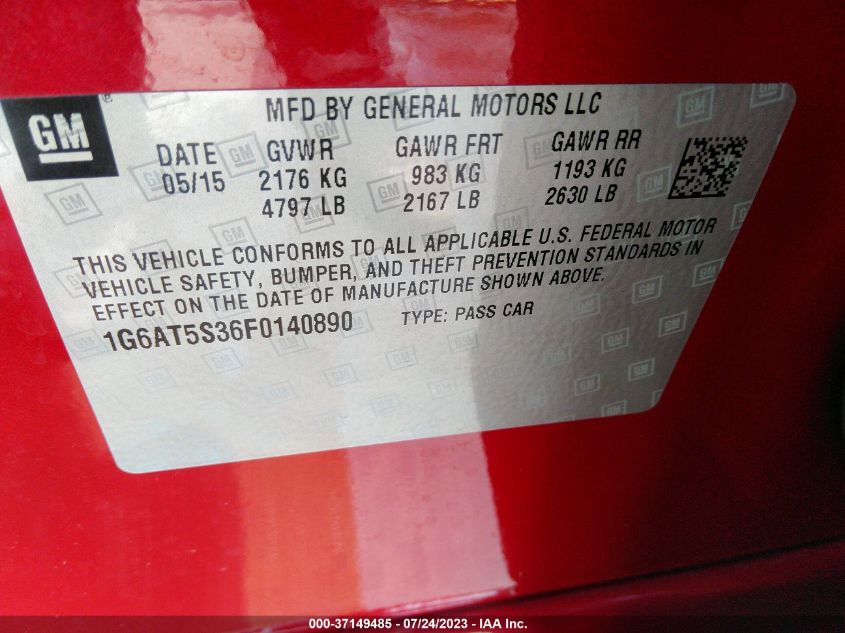 GM ®
MFD BY GENERAL MOTORS LLC
DATE GVWR GAWR FRT GAWR RR
05/15 2176 KG 983 KG 1193 KG
4797 LB 2167 LB 2630 LB
THIS VEHICLE CONFORMS TO ALL APPLICABLE U.S. FEDERAL MOTOR
VEHICLE SAFETY, BUMPER, AND THEFT PREVENTION STANDARDS IN
EFFECT ON THE DATE OF MANUFACTURE SHOWN ABOVE.
1G6AT5S36F0140890 TYPE: PASS CAR
000-37149485 - 07/24/2023 - IAA Inc.